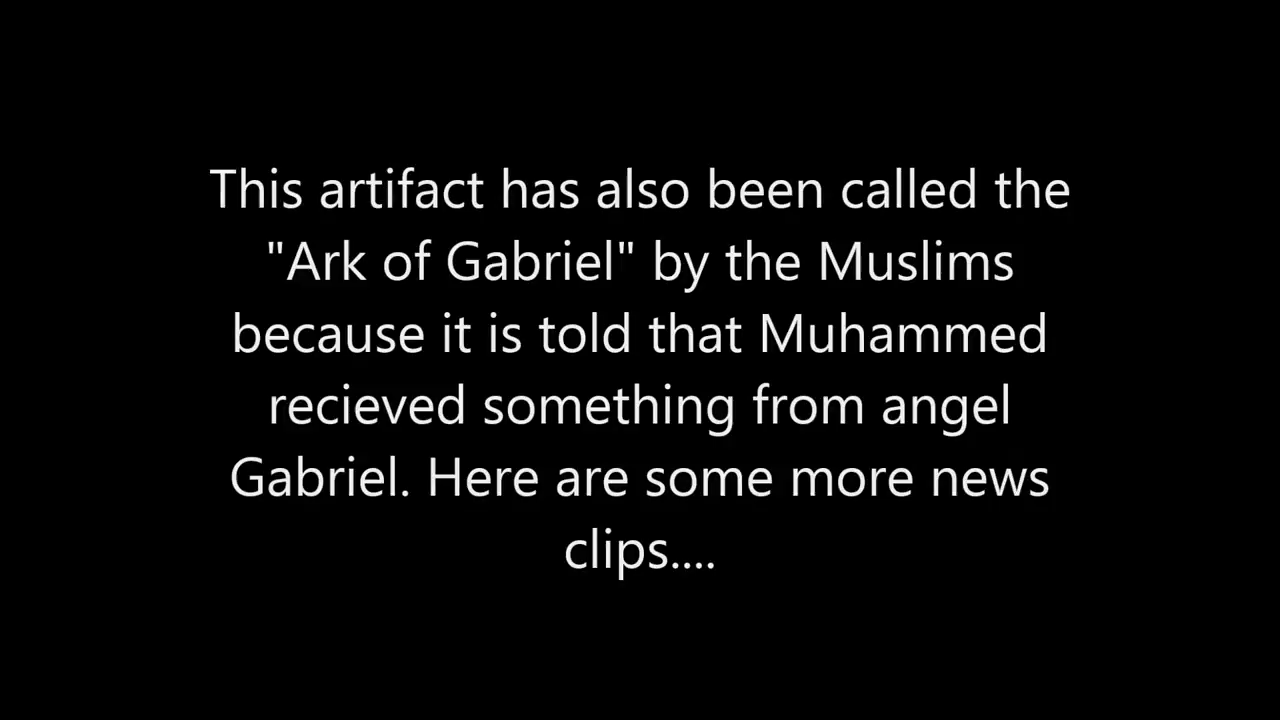 This artifact has also been called the
"Ark of Gabriel" by the Muslims
because it is told that Muhammed
recieved something from angel
Gabriel. Here are some more news
clips....